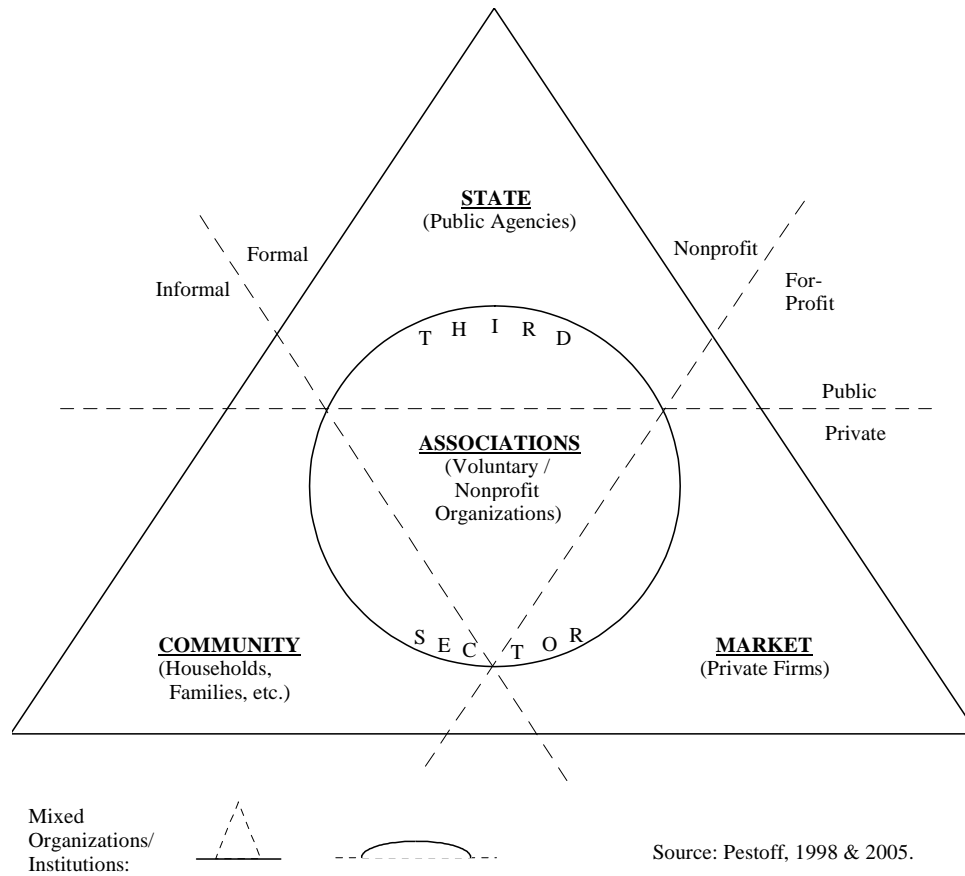 STATE
(Public Agencies)
Formal
Informal
Nonprofit
For-
Profit
T H I R D
Public
Private
ASSOCIATIONS
(Voluntary /
Nonprofit
Organizations)
S E C T O R
COMMUNITY
(Households,
Families, etc.)
MARKET
(Private Firms)
Mixed
Organizations/
Institutions:
Source: Pestoff, 1998 & 2005.